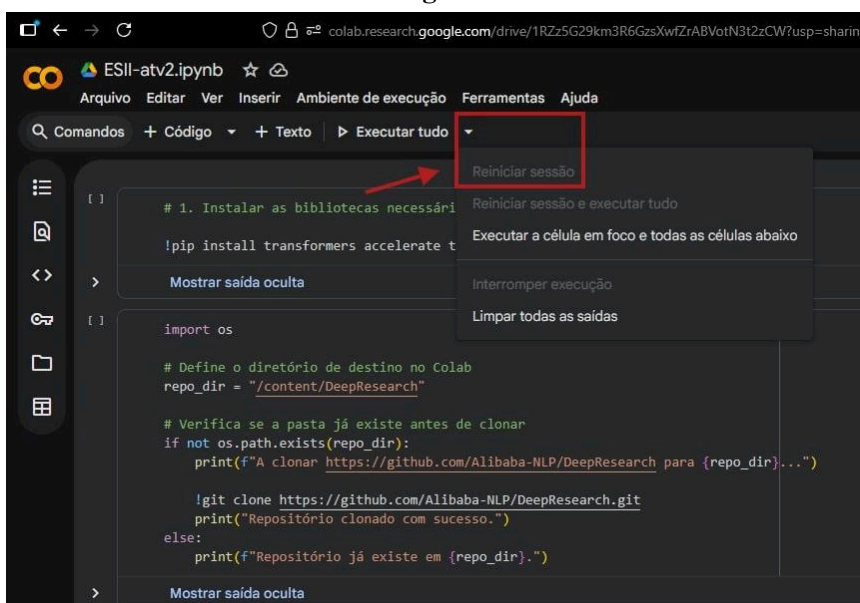 colab.research.google.com/drive/1RZz5G29km3R6GzsXwfZrABVotN3t2zCW?usp=sharin
CO ESII-atv2.ipynb
Arquivo Editar Ver Inserir Ambiente de execução Ferramentas Ajuda
Comandos + Código + Texto Executar tudo
Reiniciar sessão
Reiniciar sessão e executar tudo
Executar a célula em foco e todas as células abaixo
Interromper execução
Limpar todas as saídas
[ ]
# 1. Instalar as bibliotecas necessári
!pip install transformers accelerate t
Mostrar saída oculta
[ ]
import os
# Define o diretório de destino no Colab
repo_dir = "/content/DeepResearch"
# Verifica se a pasta já existe antes de clonar
if not os.path.exists(repo_dir):
print(f"A clonar https://github.com/Alibaba-NLP/DeepResearch para {repo_dir}...")
!git clone https://github.com/Alibaba-NLP/DeepResearch.git
print("Repositório clonado com sucesso.")
else:
print(f"Repositório já existe em {repo_dir}.")
Mostrar saída oculta